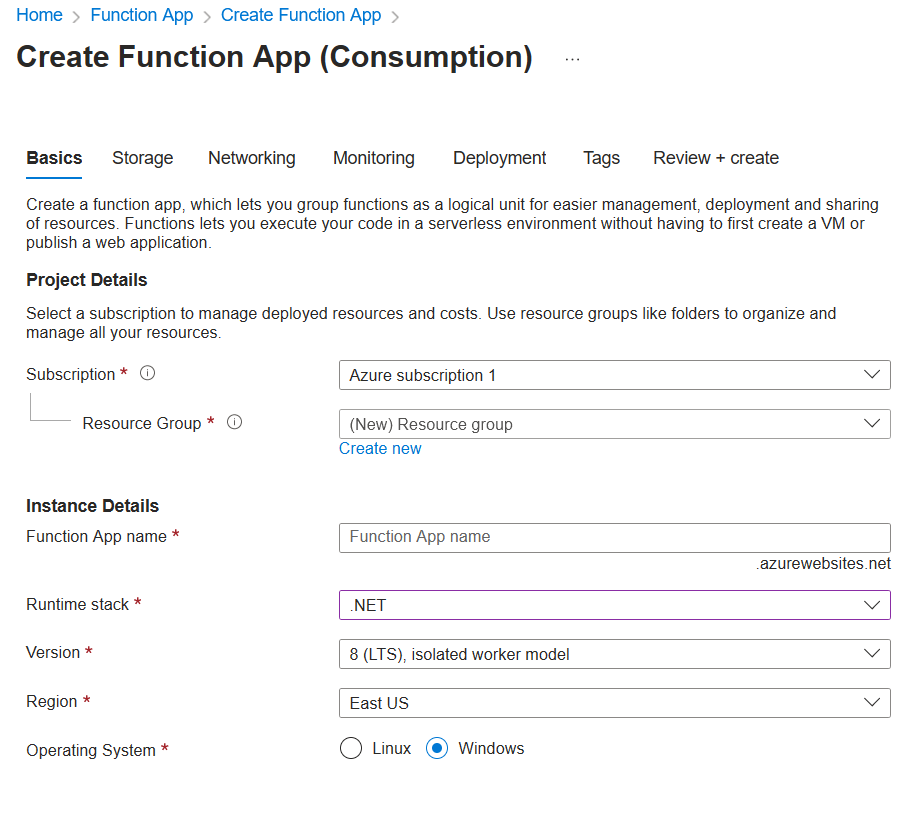 Home > Function App > Create Function App >
Create Function App (Consumption) ...
Basics Storage Networking Monitoring Deployment Tags Review + create
Create a function app, which lets you group functions as a logical unit for easier management, deployment and sharing
of resources. Functions lets you execute your code in a serverless environment without having to first create a VM or
publish a web application.
Project Details
Select a subscription to manage deployed resources and costs. Use resource groups like folders to organize and
manage all your resources.
Subscription * Azure subscription 1
Resource Group * (New) Resource group
Create new
Instance Details
Function App name * Function App name
.azurewebsites.net
Runtime stack * .NET
Version * 8 (LTS), isolated worker model
Region * East US
Operating System * Linux Windows